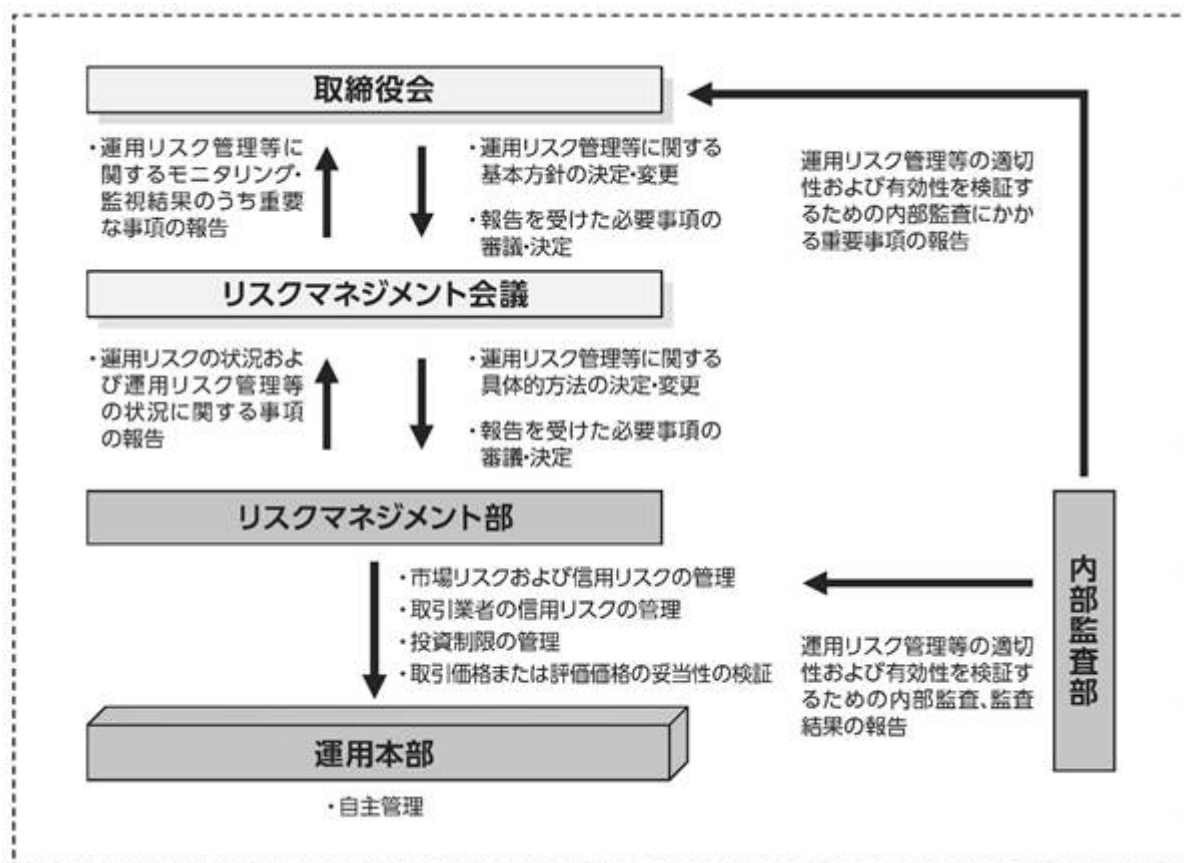 取締役会
・運用リスク管理等に
関するモニタリング・
監視結果のうち重要
な事項の報告
・運用リスク管理等に関する
基本方針の決定・変更
・報告を受けた必要事項の
審議・決定
運用リスク管理等の適切
性および有効性を検証す
るための内部監査にかか
る重要事項の報告
リスクマネジメント会議
・運用リスクの状況およ
び運用リスク管理等
の状況に関する事項
の報告
・運用リスク管理等に関する
具体的方法の決定・変更
・報告を受けた必要事項の
審議・決定
リスクマネジメント部
・市場リスクおよび信用リスクの管理
・取引業者の信用リスクの管理
・投資制限の管理
・取引価格または評価価格の妥当性の検証
運用リスク管理等の適切
性および有効性を検証す
るための内部監査、監査
結果の報告
内部監査部
運用本部
・自主管理